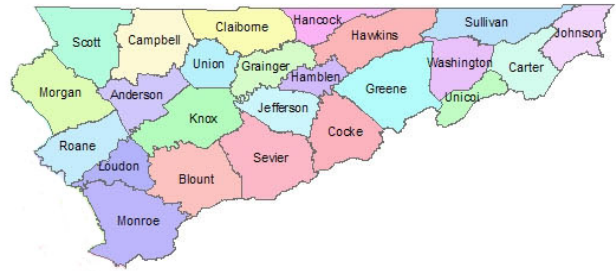 Scott
Campbell
Claiborne
Hancock
Hawkins
Sullivan
Johnson
Morgan
Anderson
Union
Grainger
Hamblen
Greene
Washington
Carter
Unicoi
Roane
Loudon
Knox
Jefferson
Cocke
Sevier
Blount
Monroe